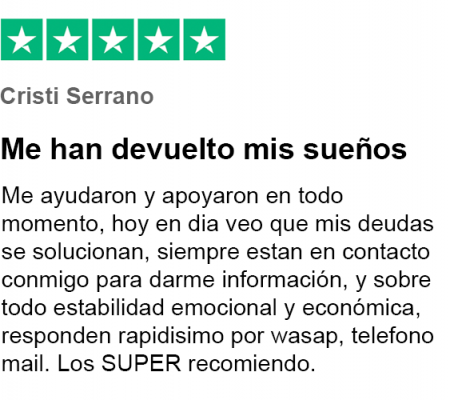 Cristi Serrano
Me han devuelto mis sueños
Me ayudaron y apoyaron en todo
momento, hoy en dia veo que mis deudas
se solucionan, siempre estan en contacto
conmigo para darme información, y sobre
todo estabilidad emocional y económica,
responden rapidisimo por wasap, telefono
mail. Los SUPER recomiendo.